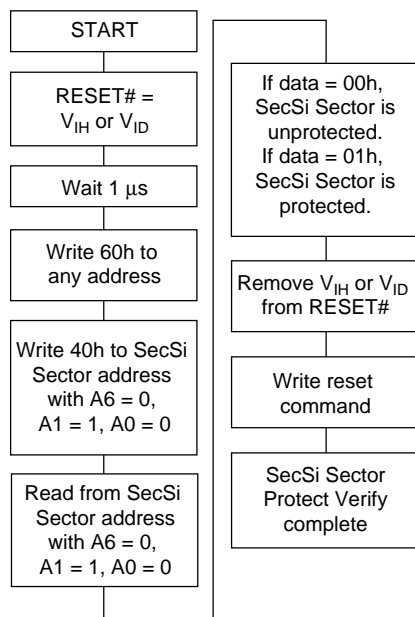 START
RESET# =
V_IH or V_ID
Wait 1 μs
Write 60h to
any address
Write 40h to SecSi
Sector address
with A6 = 0,
A1 = 1, A0 = 0
Read from SecSi
Sector address
with A6 = 0,
A1 = 1, A0 = 0
If data = 00h,
SecSi Sector is
unprotected.
If data = 01h,
SecSi Sector is
protected.
Remove V_IH or V_ID
from RESET#
Write reset
command
SecSi Sector
Protect Verify
complete